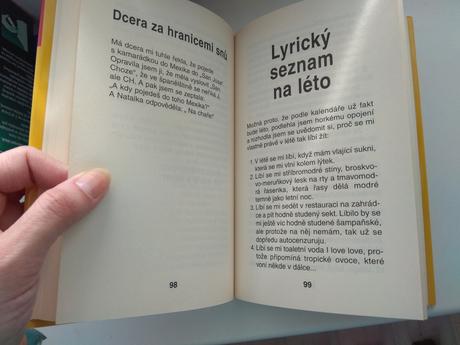 Dcera za hranicemi snů
Má dcera mi tuhle řekla, že pojede
s kamarádkou do Mexika do „San Jose“.
Opravila jsem ji, že měla vyslovit „San
Choze“, že ve španělštině se neříká J,
ale CH. A pak jsem se zeptala:
„A kdy pojedeš do toho Mexika?“
A Natalka odpověděla: „ Na chaře!“
98
Lyrický
seznam
na léto
Možná proto, že podle kalendáře už fakt
bude léto, podlehla jsem horkému opojení
a rozhodla jsem se uvědomit si, proč se mi
vlastně právě v létě tak líbí žít:
1. V létě se mi líbí, když mám vlající sukni,
která se mi vlní kolem lýtek.
2. Líbí se mi stříbromodré stíny, broskvo-
vo-meruňkový lesk na rty a tmavomod-
rá řasenka, která řasy dělá modré
temné jako letní noc.
3. Líbí se mi sedět v restauraci na zahrád-
ce a pít hodně studený sekt. Líbilo by se
mi ještě víc hodně studené šampaňské,
ale protože na něj nemám, tak už se
dopředu autocenzuruju.
4. Líbí se mi toaletní voda I love love, pro-
tože připomíná tropické ovoce, které
voní někde v dálce...
99